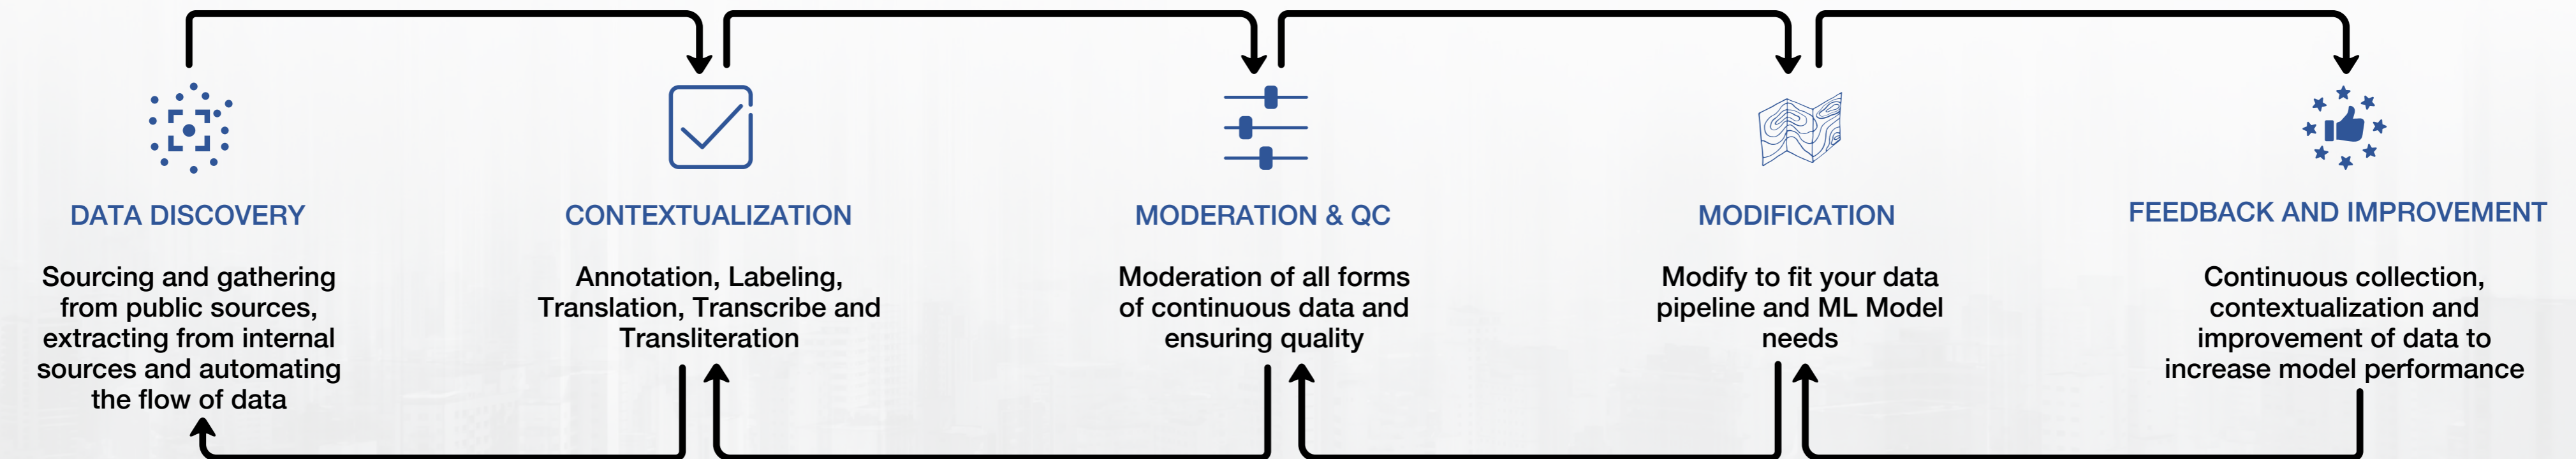 DATA DISCOVERY
Sourcing and gathering
from public sources,
extracting from internal
sources and automating
the flow of data
CONTEXTUALIZATION
Annotation, Labeling,
Translation, Transcribe and
Transliteration
MODERATION & QC
Moderation of all forms
of continuous data and
ensuring quality
MODIFICATION
Modify to fit your data
pipeline and ML Model
needs
FEEDBACK AND IMPROVEMENT
Continuous collection,
contextualization and
improvement of data to
increase model performance